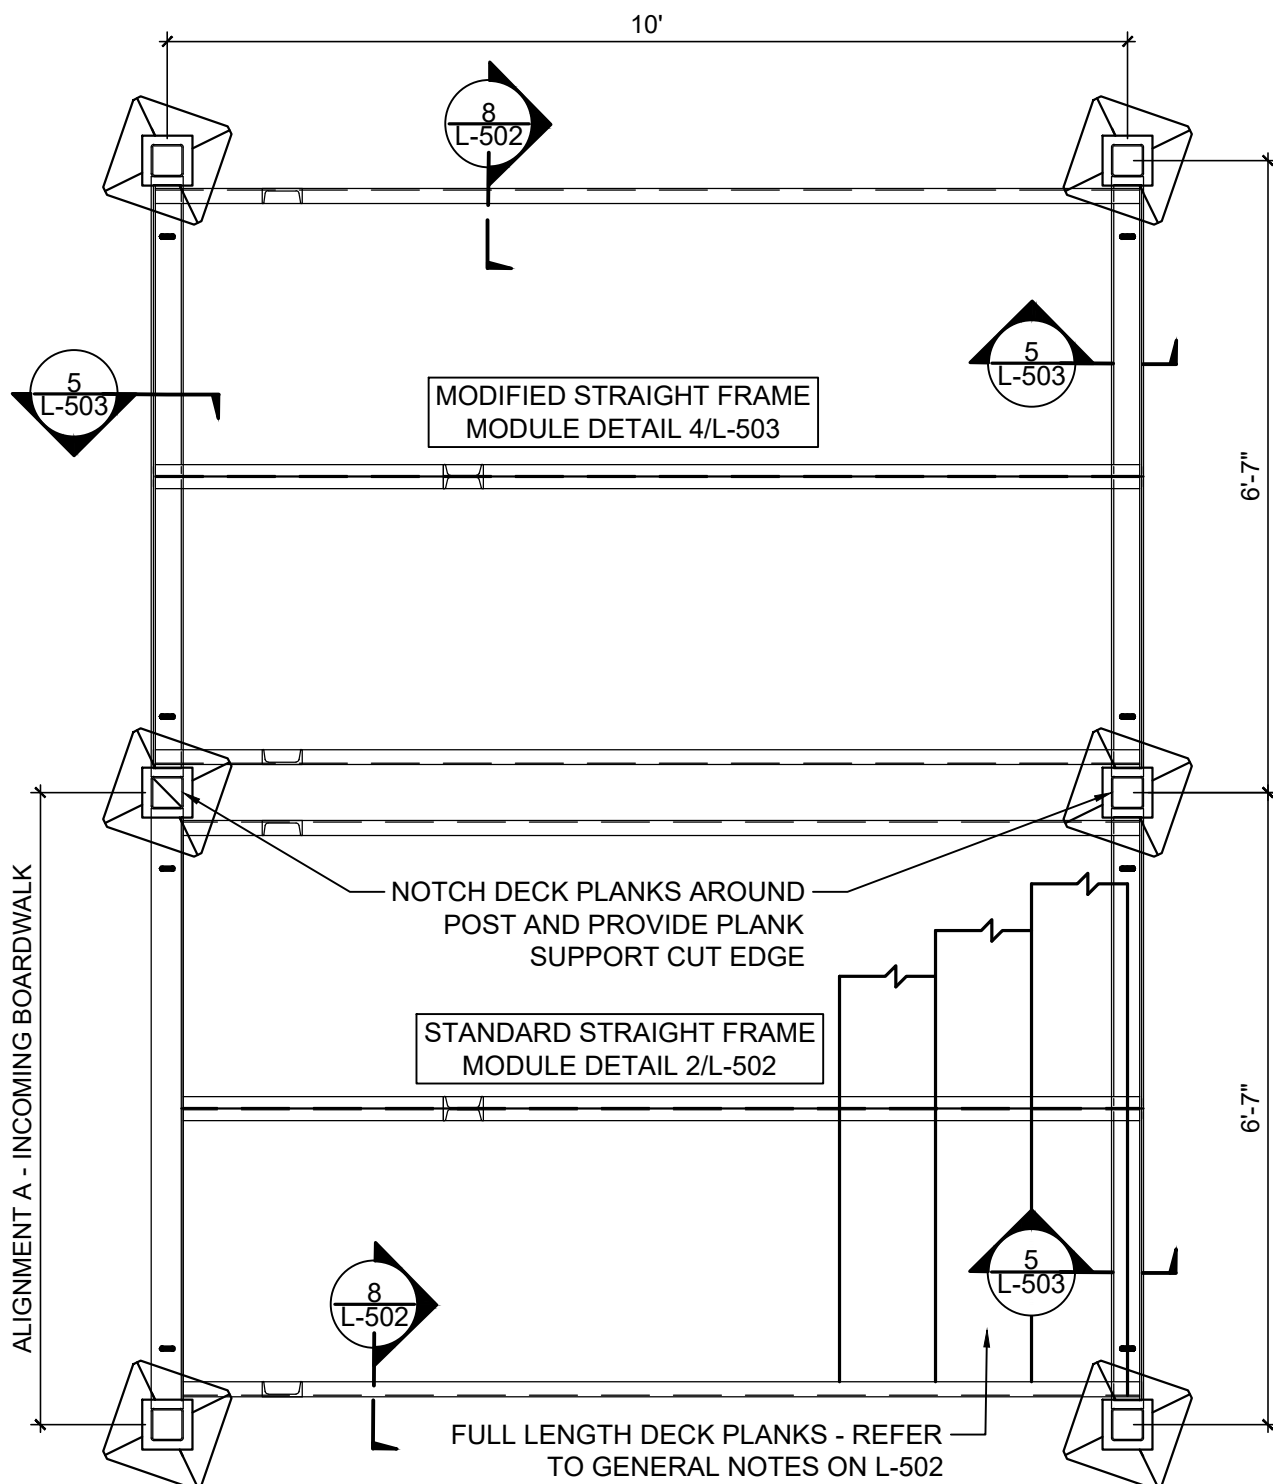 10'
8
L-502
5
L-503
5
L-503
MODIFIED STRAIGHT FRAME
MODULE DETAIL 4/L-503
6'-7"
NOTCH DECK PLANKS AROUND
POST AND PROVIDE PLANK
SUPPORT CUT EDGE
ALIGNMENT A - INCOMING BOARDWALK
STANDARD STRAIGHT FRAME
MODULE DETAIL 2/L-502
6'-7"
5
L-503
8
L-502
FULL LENGTH DECK PLANKS - REFER
TO GENERAL NOTES ON L-502